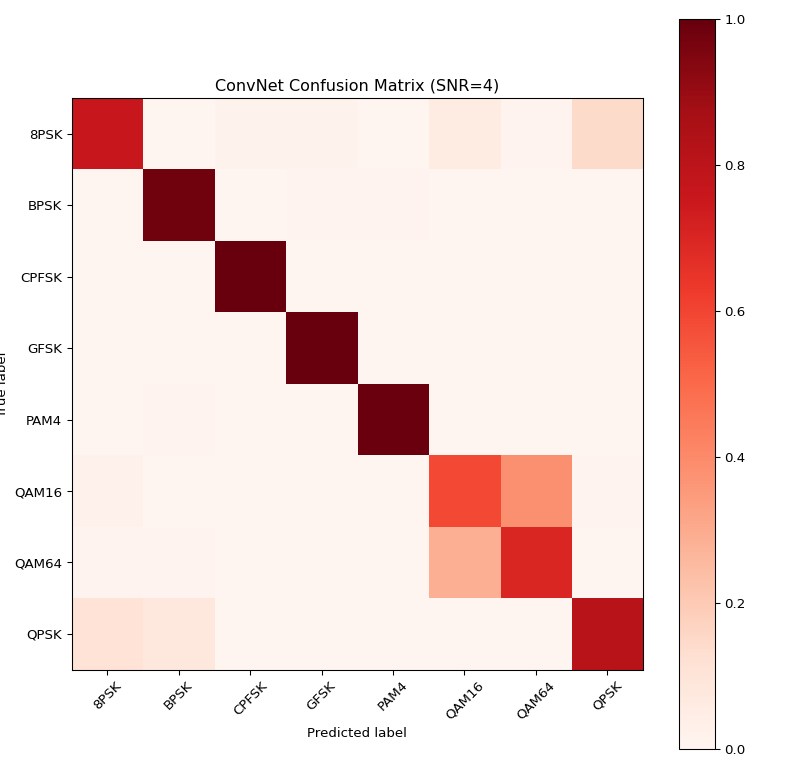 ConvNet Confusion Matrix (SNR=4)
True label
8PSK
BPSK
CPFSK
GFSK
PAM4
QAM16
QAM64
QPSK
8PSK BPSK CPFSK GFSK PAM4 QAM16 QAM64 QPSK
Predicted label
1.0
0.8
0.6
0.4
0.2
0.0